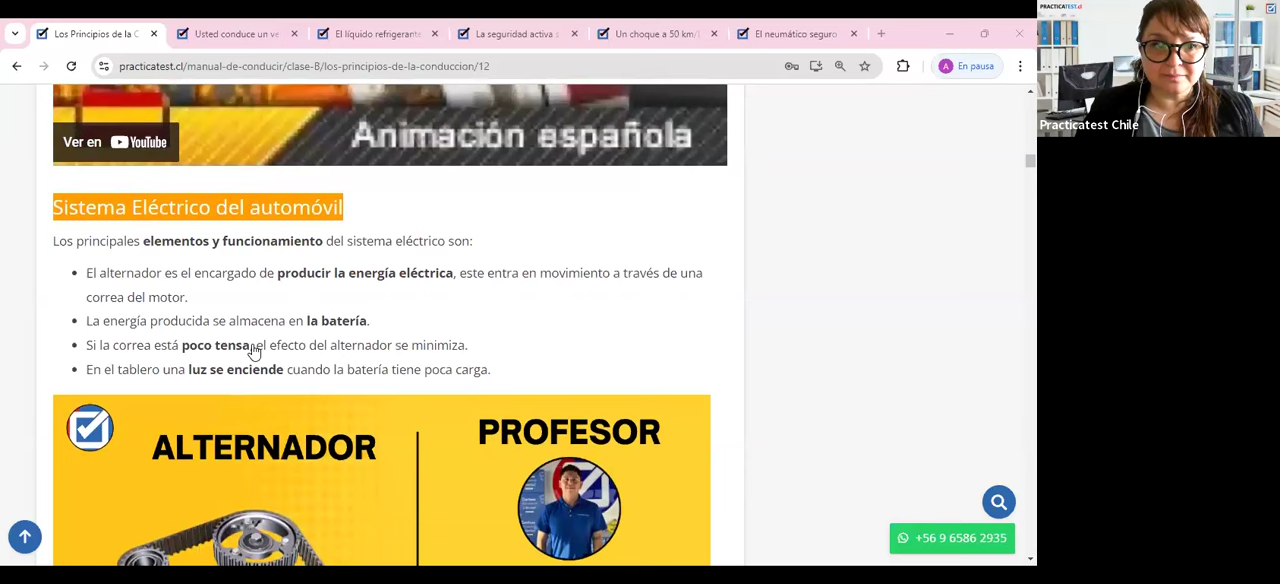 Los Principios de la C
Usted conduce un ve
El líquido refrigerante
La seguridad activa
Un choque a 50 km/
El neumático seguro
practicatest.cl/manual-de-conducir/clase-B/los-principios-de-la-conduccion/12
A
En pausa
PRACTICATEST.cl
Practicatest Chile
Ver en YouTube
Animación española
Sistema Eléctrico del automóvil
Los principales elementos y funcionamiento del sistema eléctrico son:
El alternador es el encargado de producir la energía eléctrica, este entra en movimiento a través de una
correa del motor.
La energía producida se almacena en la batería.
Si la correa está poco tensa, el efecto del alternador se minimiza.
En el tablero una luz se enciende cuando la batería tiene poca carga.
ALTERNADOR
PROFESOR
+56 9 6586 2935